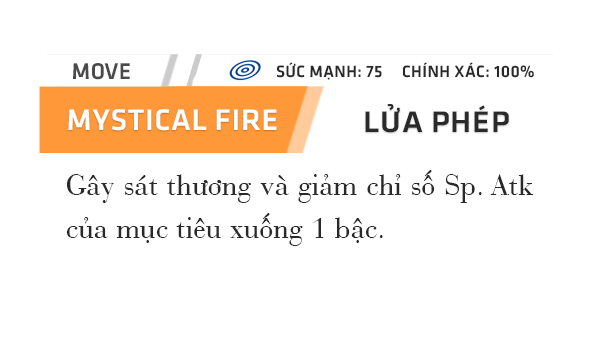 MOVE SỨC MẠNH: 75 CHÍNH XÁC: 100%
MYSTICAL FIRE LỬA PHÉP
Gây sát thương và giảm chỉ số Sp. Atk
của mục tiêu xuống 1 bậc.